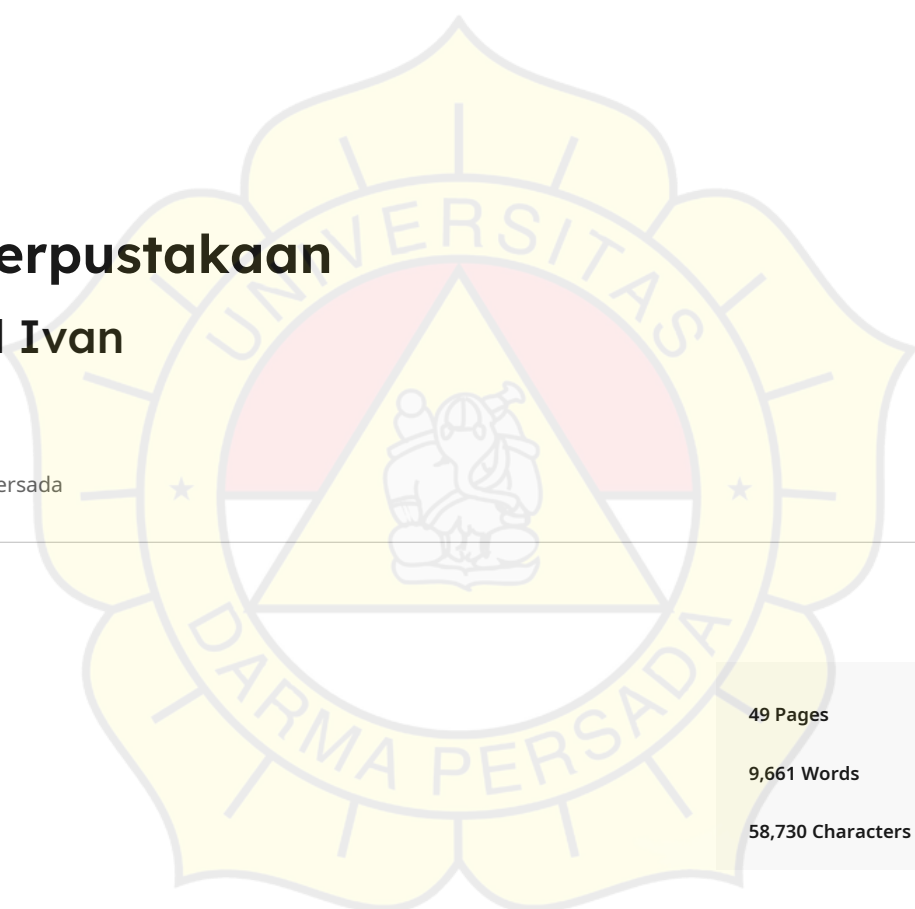 erpustakaan
l Ivan
ersada
UNIVERSITAS
DARMA PERSADA
49 Pages
9,661 Words
58,730 Characters